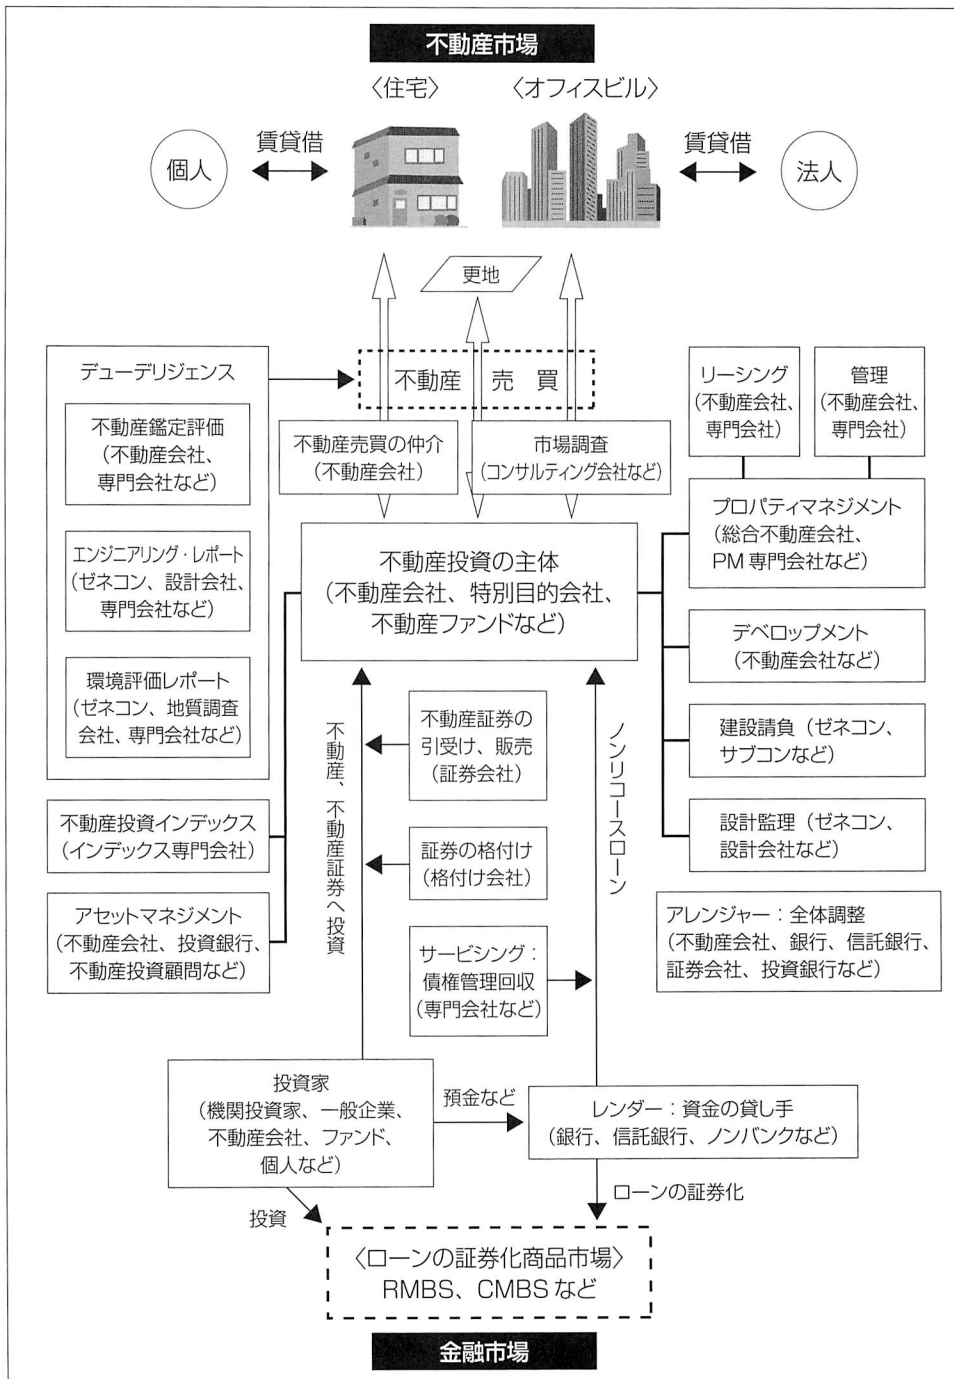 不動産市場
〈住宅〉
〈オフィスビル〉
個人
賃貸借
賃貸借
法人
更地
デューデリジェンス
不動産鑑定評価
(不動産会社、
専門会社など)
エンジニアリング・レポート
(ゼネコン、設計会社、
専門会社など)
環境評価レポート
(ゼネコン、地質調査
会社、専門会社など)
不動産 売買
不動産売買の仲介
(不動産会社)
市場調査
(コンサルティング会社など)
リーシング
(不動産会社、
専門会社)
管理
(不動産会社、
専門会社)
プロパティマネジメント
(総合不動産会社、
PM専門会社など)
不動産投資の主体
(不動産会社、特別目的会社、
不動産ファンドなど)
デベロップメント
(不動産会社など)
建設請負(ゼネコン、
サブコンなど)
設計監理(ゼネコン、
設計会社など)
不動産投資インデックス
(インデックス専門会社)
アセットマネジメント
(不動産会社、投資銀行、
不動産投資顧問など)
不動産、不動産証券へ投資
不動産証券の
引受け、販売
(証券会社)
証券の格付け
(格付け会社)
サービシング:
債権管理回収
(専門会社など)
ノンリコースローン
アレンジャー:全体調整
(不動産会社、銀行、信託銀行、
証券会社、投資銀行など)
投資家
(機関投資家、一般企業、
不動産会社、ファンド、
個人など)
預金など
レンダー:資金の貸し手
(銀行、信託銀行、ノンバンクなど)
投資
ローンの証券化
〈ローンの証券化商品市場〉
RMBS、CMBSなど
金融市場